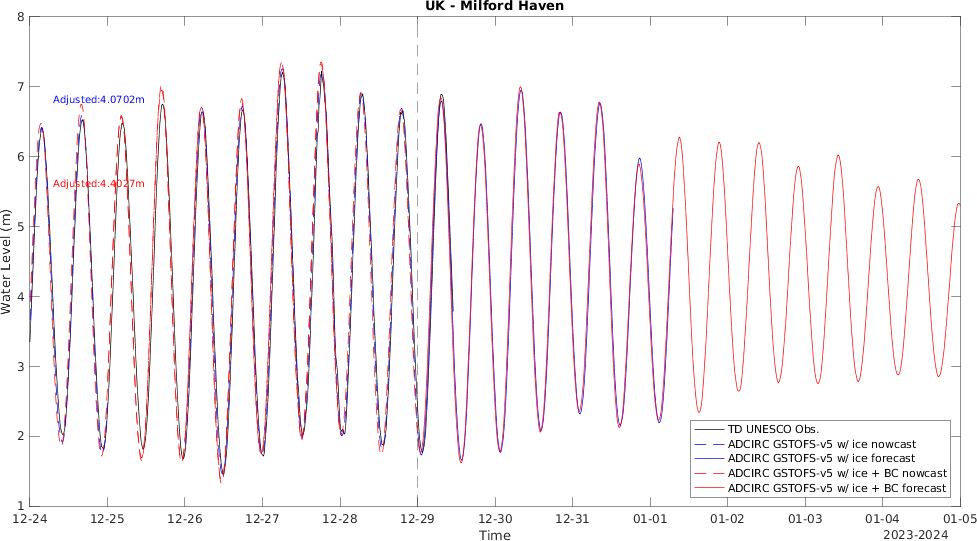 UK - Milford Haven
8
7
6
5
4
3
2
1
Water Level (m)
Adjusted:4.0702m
Adjusted:4.4027m
TD UNESCO Obs.
ADCIRC GSTOFS-v5 w/ ice nowcast
ADCIRC GSTOFS-v5 w/ ice forecast
ADCIRC GSTOFS-v5 w/ ice + BC nowcast
ADCIRC GSTOFS-v5 w/ ice + BC forecast
12-24 12-25 12-26 12-27 12-28 12-29 12-30 12-31 01-01 01-02 01-03 01-04 01-05
Time
2023-2024